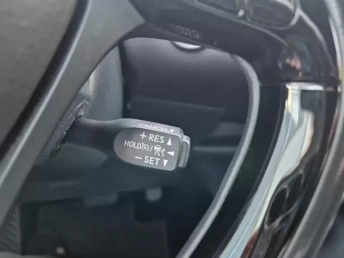 CANCEL
+ RES ▲
HOLD(S)/ ◄
− SET ▼